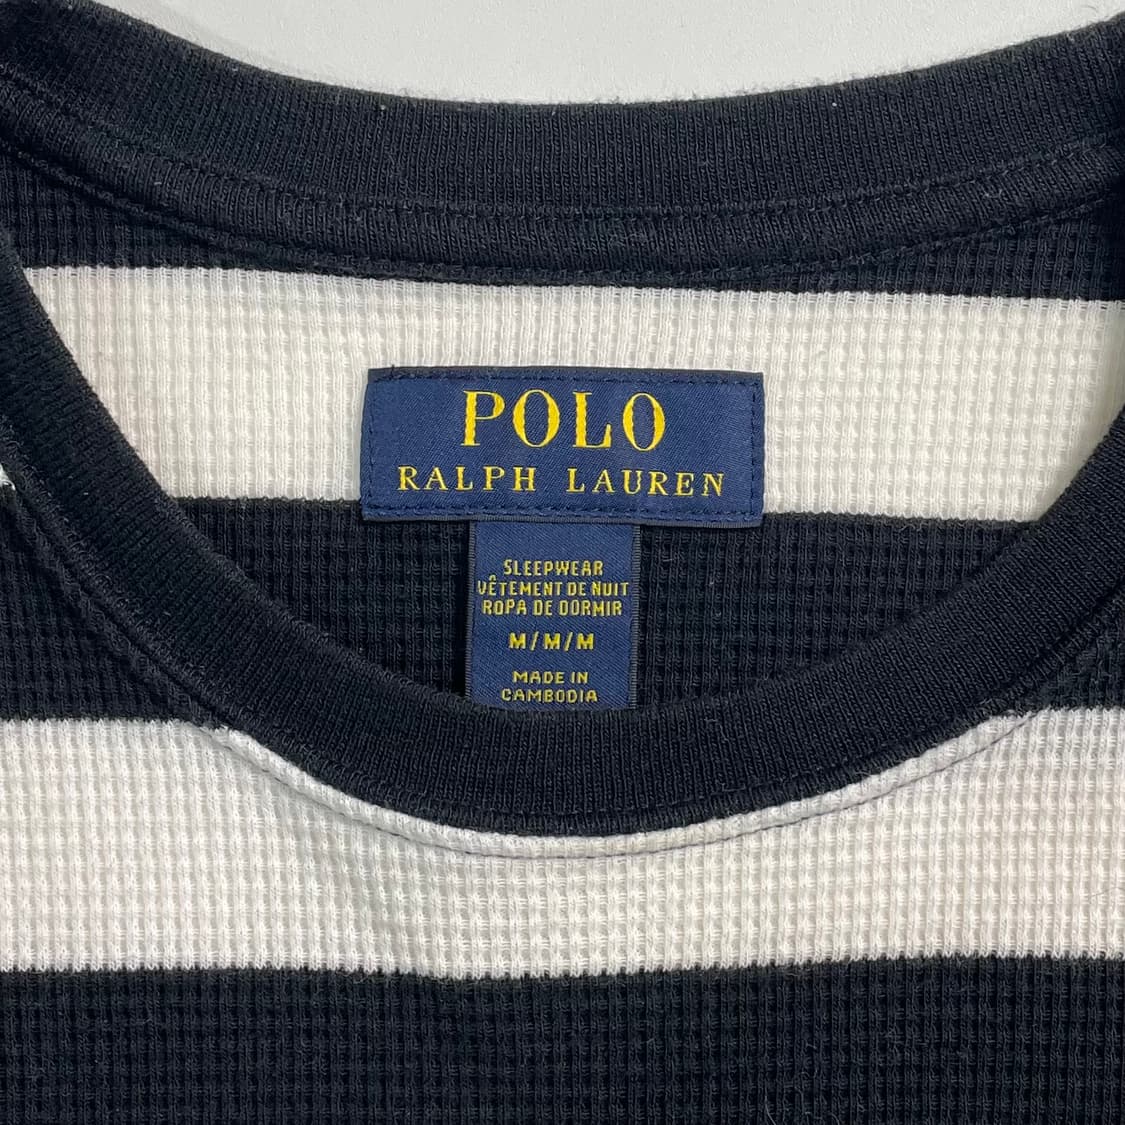 POLO
RALPH LAUREN
SLEEPWEAR
VÊTEMENT DE NUIT
ROPA DE DORMIR
M/M/M
MADE IN
CAMBODIA